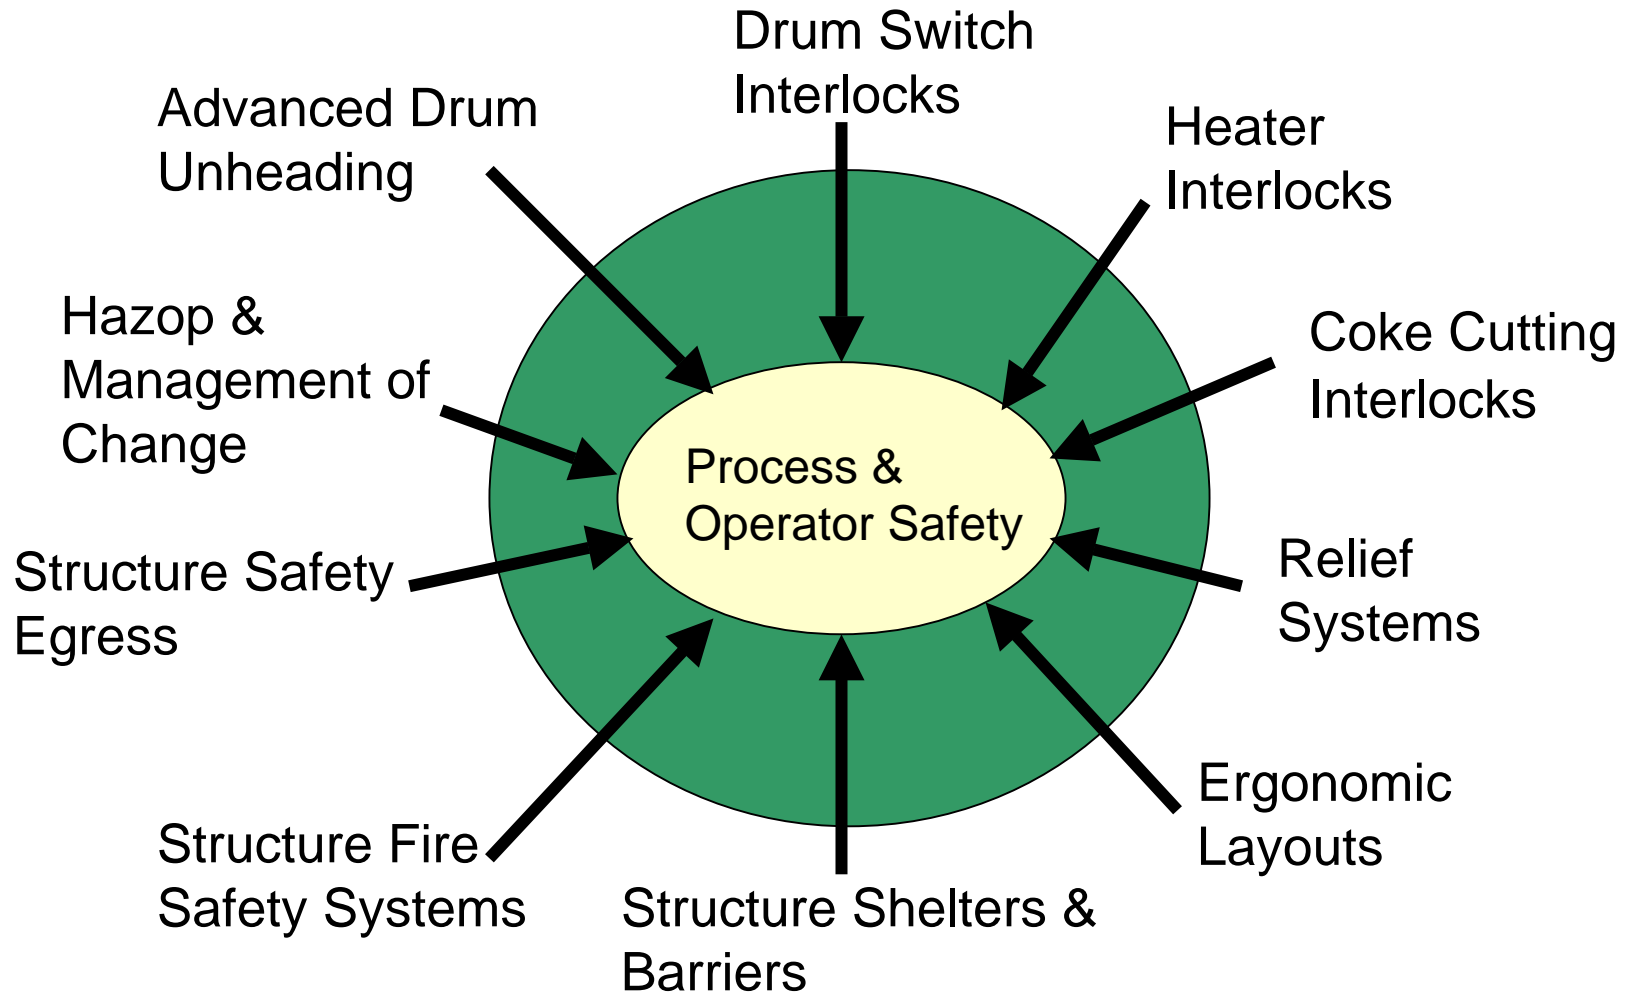 Drum Switch
Interlocks
Advanced Drum
Unheading
Heater
Interlocks
Hazop &
Management of
Change
Coke Cutting
Interlocks
Process &
Operator Safety
Structure Safety
Egress
Relief
Systems
Ergonomic
Layouts
Structure Fire
Safety Systems
Structure Shelters &
Barriers